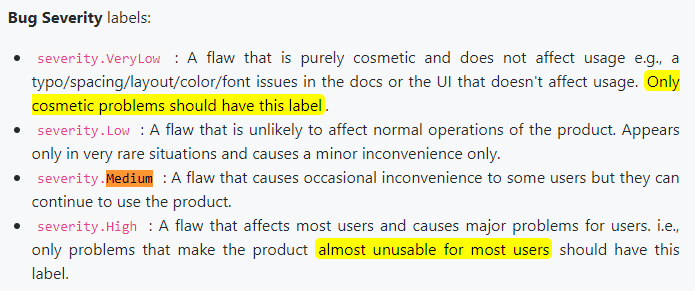 Bug Severity labels:
severity.VeryLow : A flaw that is purely cosmetic and does not affect usage e.g., a
typo/spacing/layout/color/font issues in the docs or the UI that doesn't affect usage. Only
cosmetic problems should have this label.
severity.Low : A flaw that is unlikely to affect normal operations of the product. Appears
only in very rare situations and causes a minor inconvenience only.
severity.Medium : A flaw that causes occasional inconvenience to some users but they can
continue to use the product.
severity.High : A flaw that affects most users and causes major problems for users. i.e.,
only problems that make the product almost unusable for most users should have this
label.